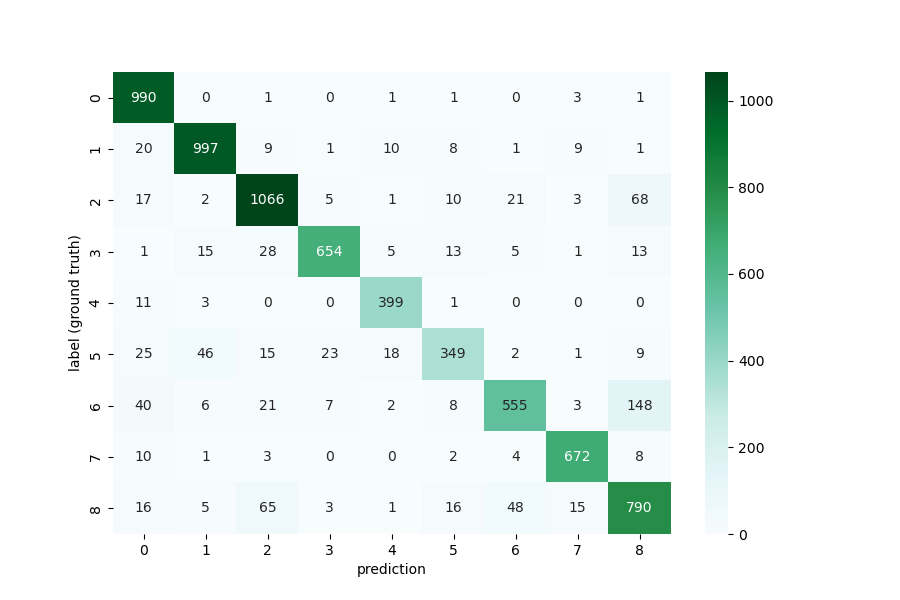 0 990 0 1 0 1 1 0 3 1
1 20 997 9 1 10 8 1 9 1
2 17 2 1066 5 1 10 21 3 68
3 1 15 28 654 5 13 5 1 13
4 11 3 0 0 399 1 0 0 0
5 25 46 15 23 18 349 2 1 9
6 40 6 21 7 2 8 555 3 148
7 10 1 3 0 0 2 4 672 8
8 16 5 65 3 1 16 48 15 790
0 1 2 3 4 5 6 7 8
prediction
label (ground truth)
1000
800
600
400
200
0